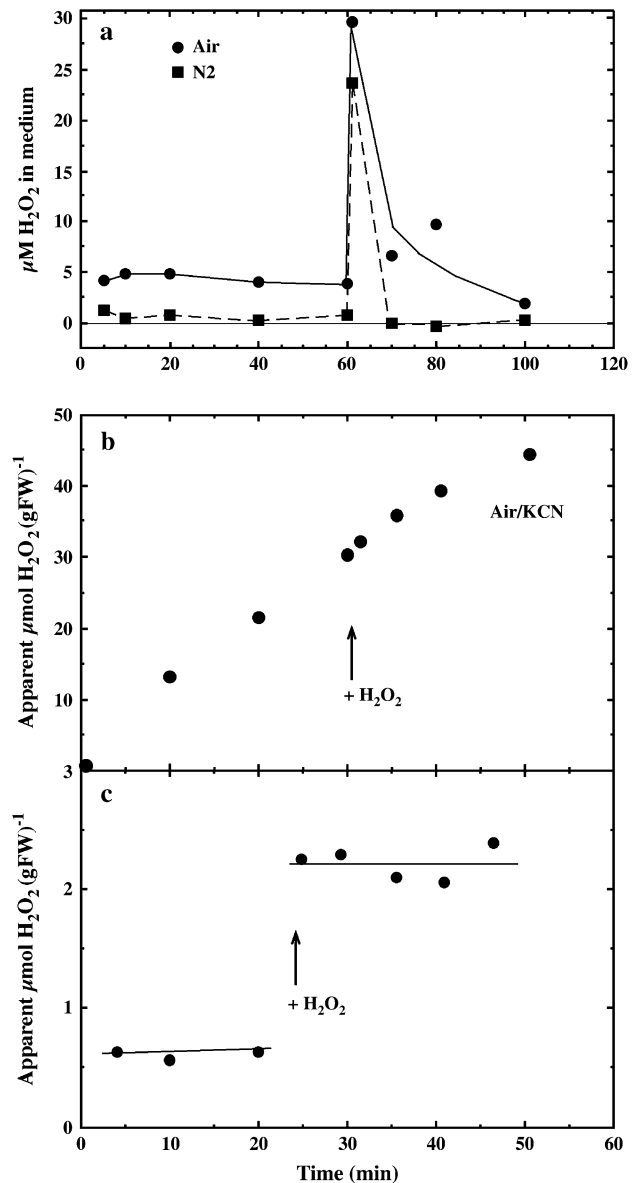 a
Air
N2
µM H₂O₂ in medium
30
25
20
15
10
5
0
0 20 40 60 80 100 120
b
Apparent µmol H₂O₂(gFW)⁻¹
50
40
30
20
10
Air/KCN
+ H₂O₂
3
c
Apparent µmol H₂O₂(gFW)⁻¹
2
1
0
+ H₂O₂
0 10 20 30 40 50 60
Time (min)